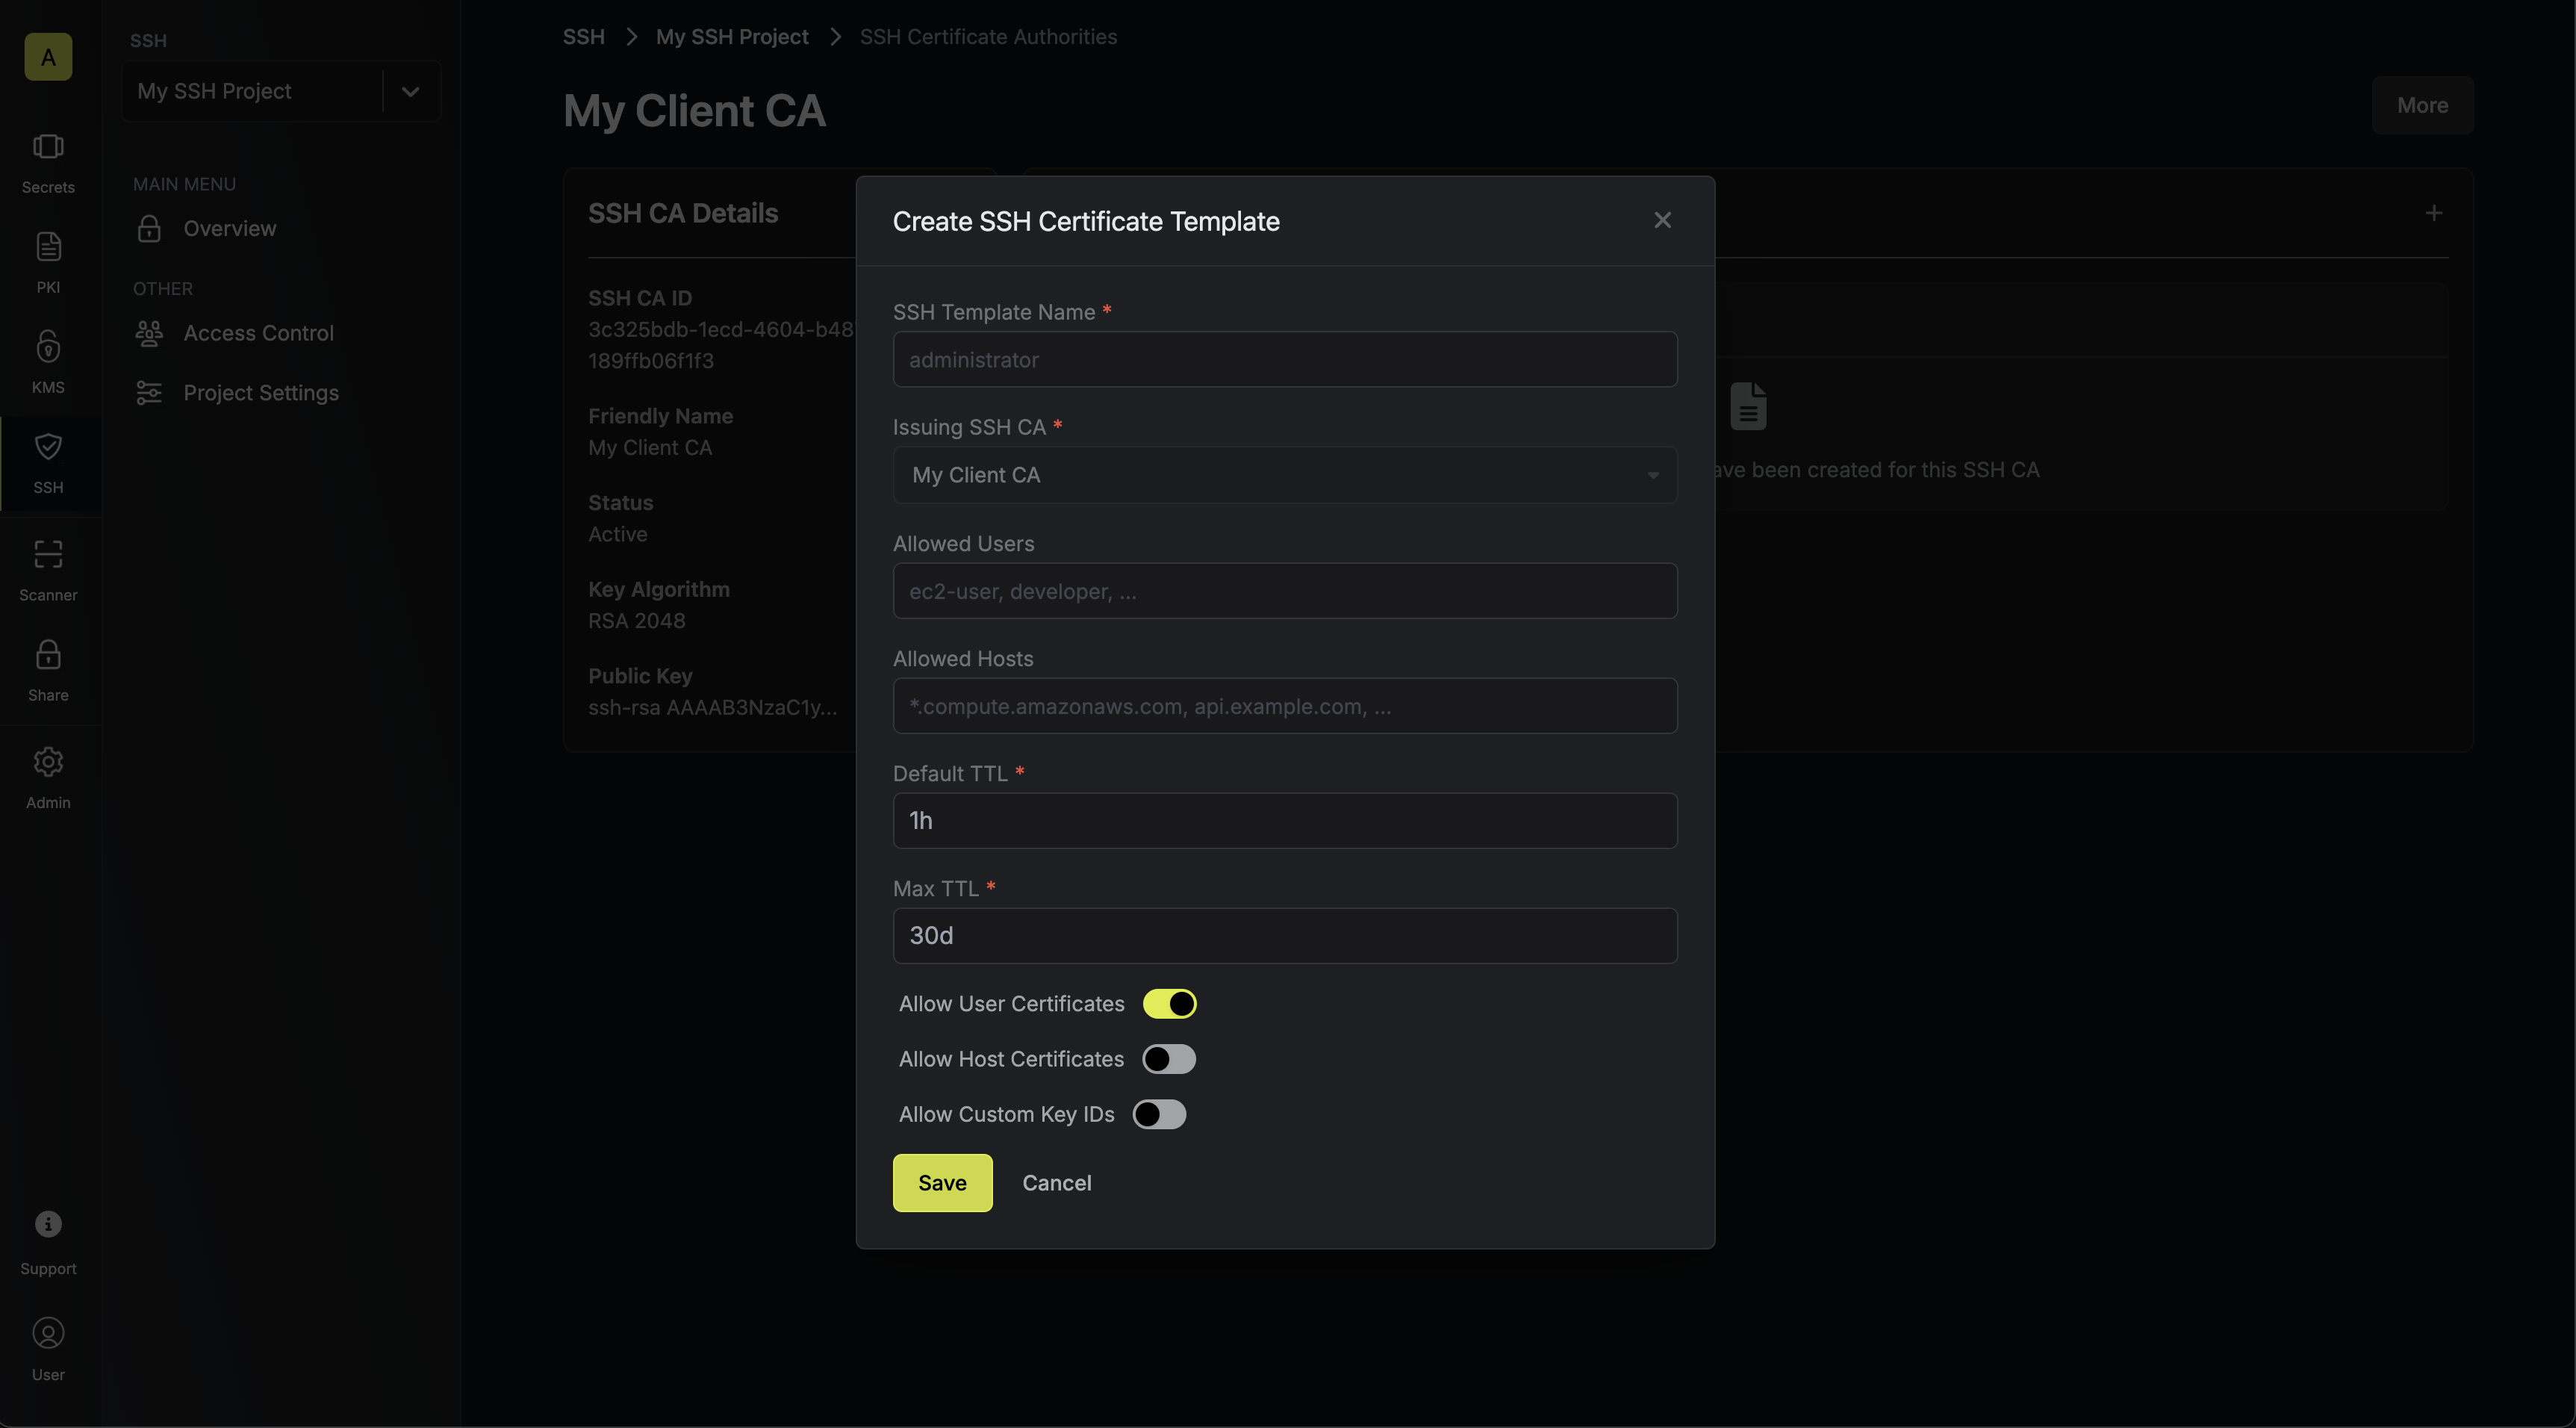 A
Secrets
PKI
KMS
SSH
Scanner
Share
Admin
Support
User
SSH
My SSH Project
MAIN MENU
Overview
OTHER
Access Control
Project Settings
SSH > My SSH Project > SSH Certificate Authorities
My Client CA
More
SSH CA Details
SSH CA ID
3c325bdb-1ecd-4604-b48
189ffb06f1f3
Friendly Name
My Client CA
Status
Active
Key Algorithm
RSA 2048
Public Key
ssh-rsa AAAAB3NzaC1y...
Create SSH Certificate Template
SSH Template Name *
administrator
Issuing SSH CA *
My Client CA
Allowed Users
ec2-user, developer, ...
Allowed Hosts
*.compute.amazonaws.com, api.example.com, ...
Default TTL *
1h
Max TTL *
30d
Allow User Certificates
Allow Host Certificates
Allow Custom Key IDs
Save
Cancel
been created for this SSH CA